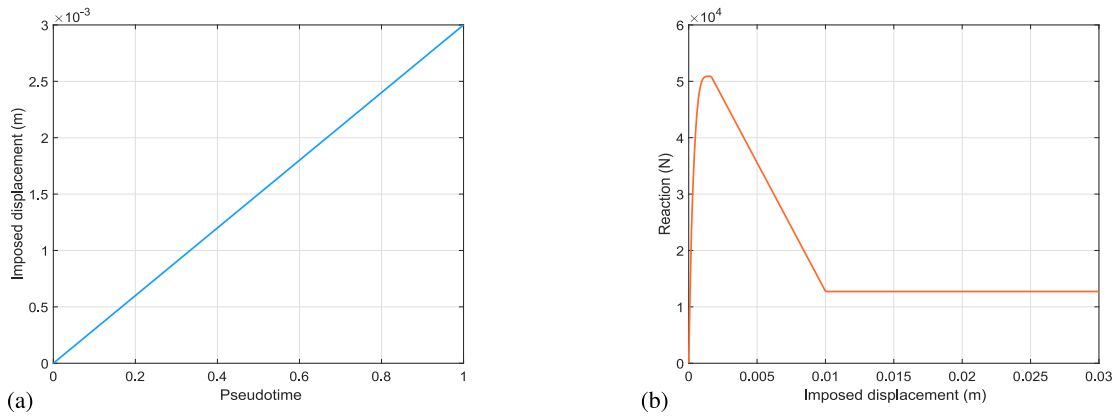 ×10⁻³
3
2.5
2
1.5
1
0.5
0
Imposed displacement (m)
0 0.2 0.4 0.6 0.8 1
Pseudotime
(a)
×10⁴
6
5
4
3
2
1
0
Reaction (N)
0 0.005 0.01 0.015 0.02 0.025 0.03
Imposed displacement (m)
(b)